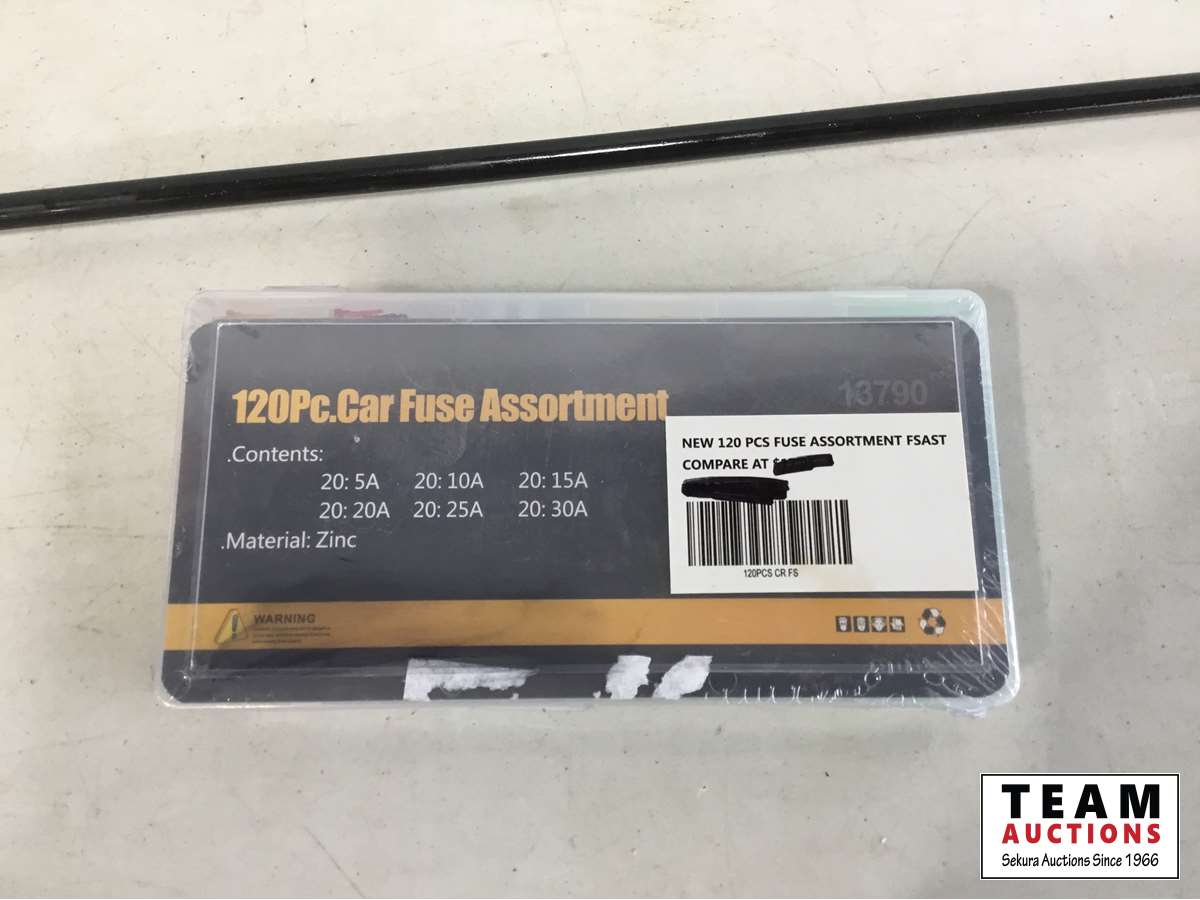 120Pc.Car Fuse Assortment
13790
.Contents:
20: 5A 20: 10A 20: 15A
20: 20A 20: 25A 20: 30A
.Material: Zinc
NEW 120 PCS FUSE ASSORTMENT FSAST
COMPARE AT
120PCS CR FS
WARNING
TEAM
AUCTIONS
Sekura Auctions Since 1966